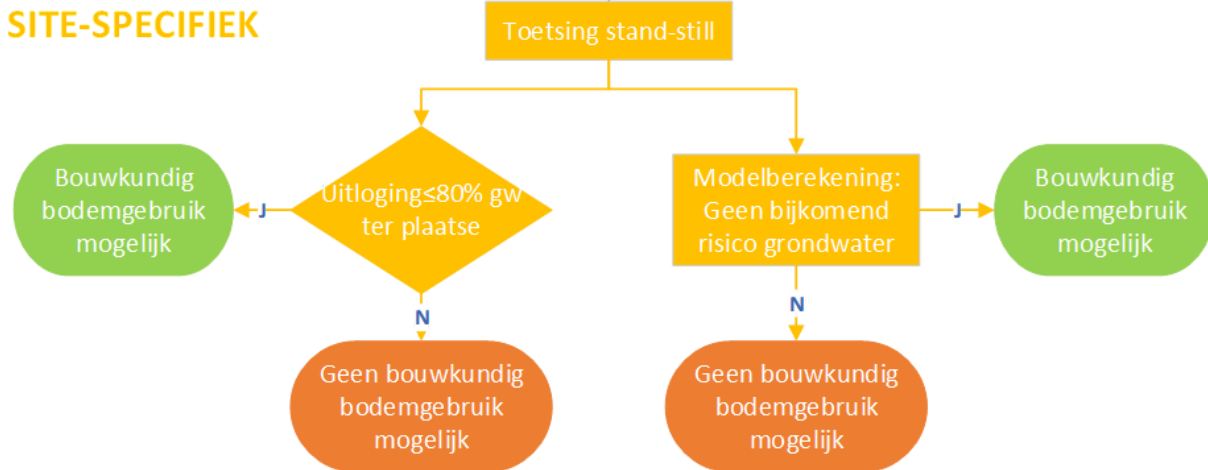 SITE-SPECIFIEK
Toetsing stand-still
Bouwkundig
bodemgebruik
mogelijk
J
Uitloging≤80% gw
ter plaatse
Modelberekening:
Geen bijkomend
risico grondwater
J
Bouwkundig
bodemgebruik
mogelijk
N
N
Geen bouwkundig
bodemgebruik
mogelijk
Geen bouwkundig
bodemgebruik
mogelijk